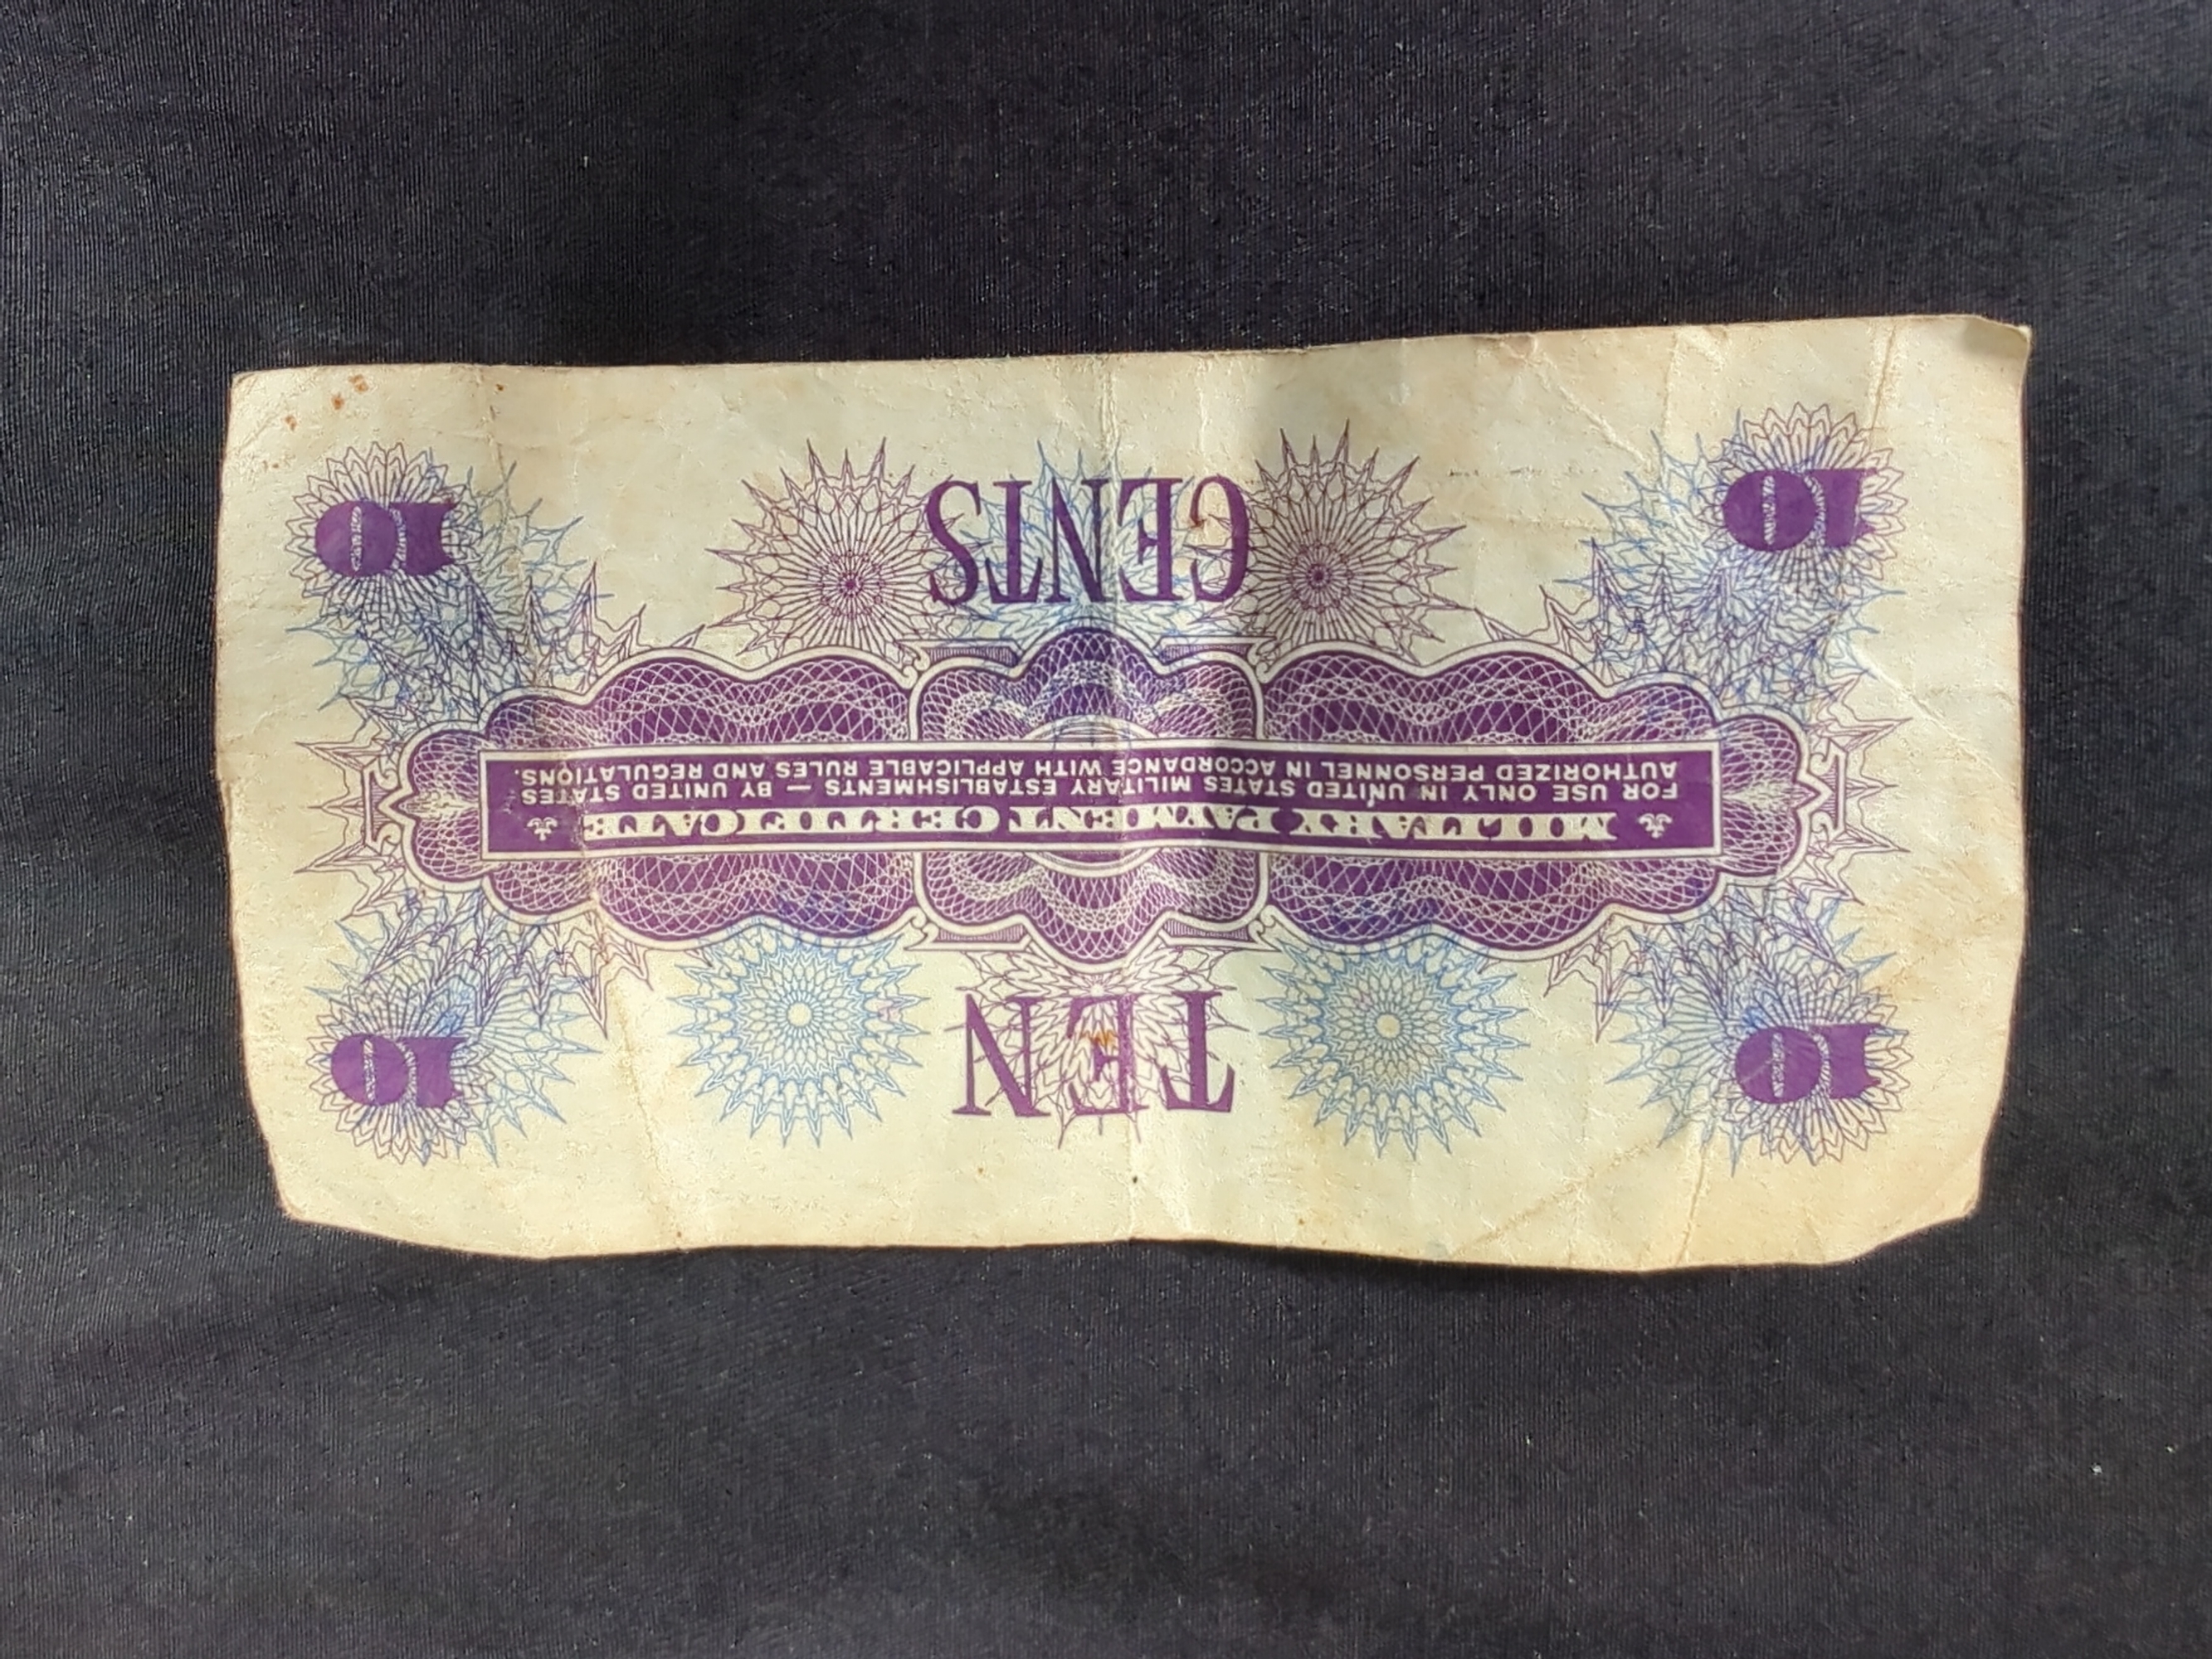 10 TEN 10
MILITARY PAYMENT CERTIFICATE
FOR USE ONLY IN UNITED STATES MILITARY ESTABLISHMENTS — BY UNITED STATES
AUTHORIZED PERSONNEL IN ACCORDANCE WITH APPLICABLE RULES AND REGULATIONS.
10 CENTS 10